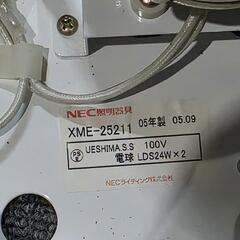 NEC照明器具
XME-25211 05年製 05.09
PS E UESHIMA.S.S 100V
電球 LDS24W×2
NECライティング株式会社